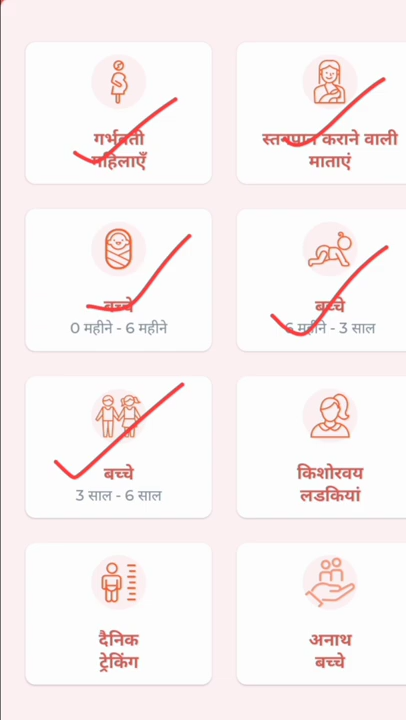 गर्भवती
महिलाएँ
स्तनपान कराने वाली
माताएं
बच्चे
0 महीने - 6 महीने
बच्चे
6 महीने - 3 साल
बच्चे
3 साल - 6 साल
किशोरवय
लडकियां
दैनिक
ट्रेकिंग
अनाथ
बच्चे